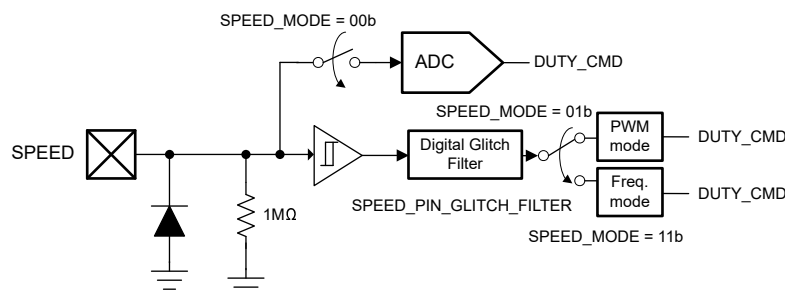 SPEED_MODE = 00b
ADC
DUTY_CMD
SPEED_MODE = 01b
SPEED
Digital Glitch
Filter
PWM
mode
DUTY_CMD
SPEED_PIN_GLITCH_FILTER
Freq.
mode
DUTY_CMD
1MΩ
SPEED_MODE = 11b